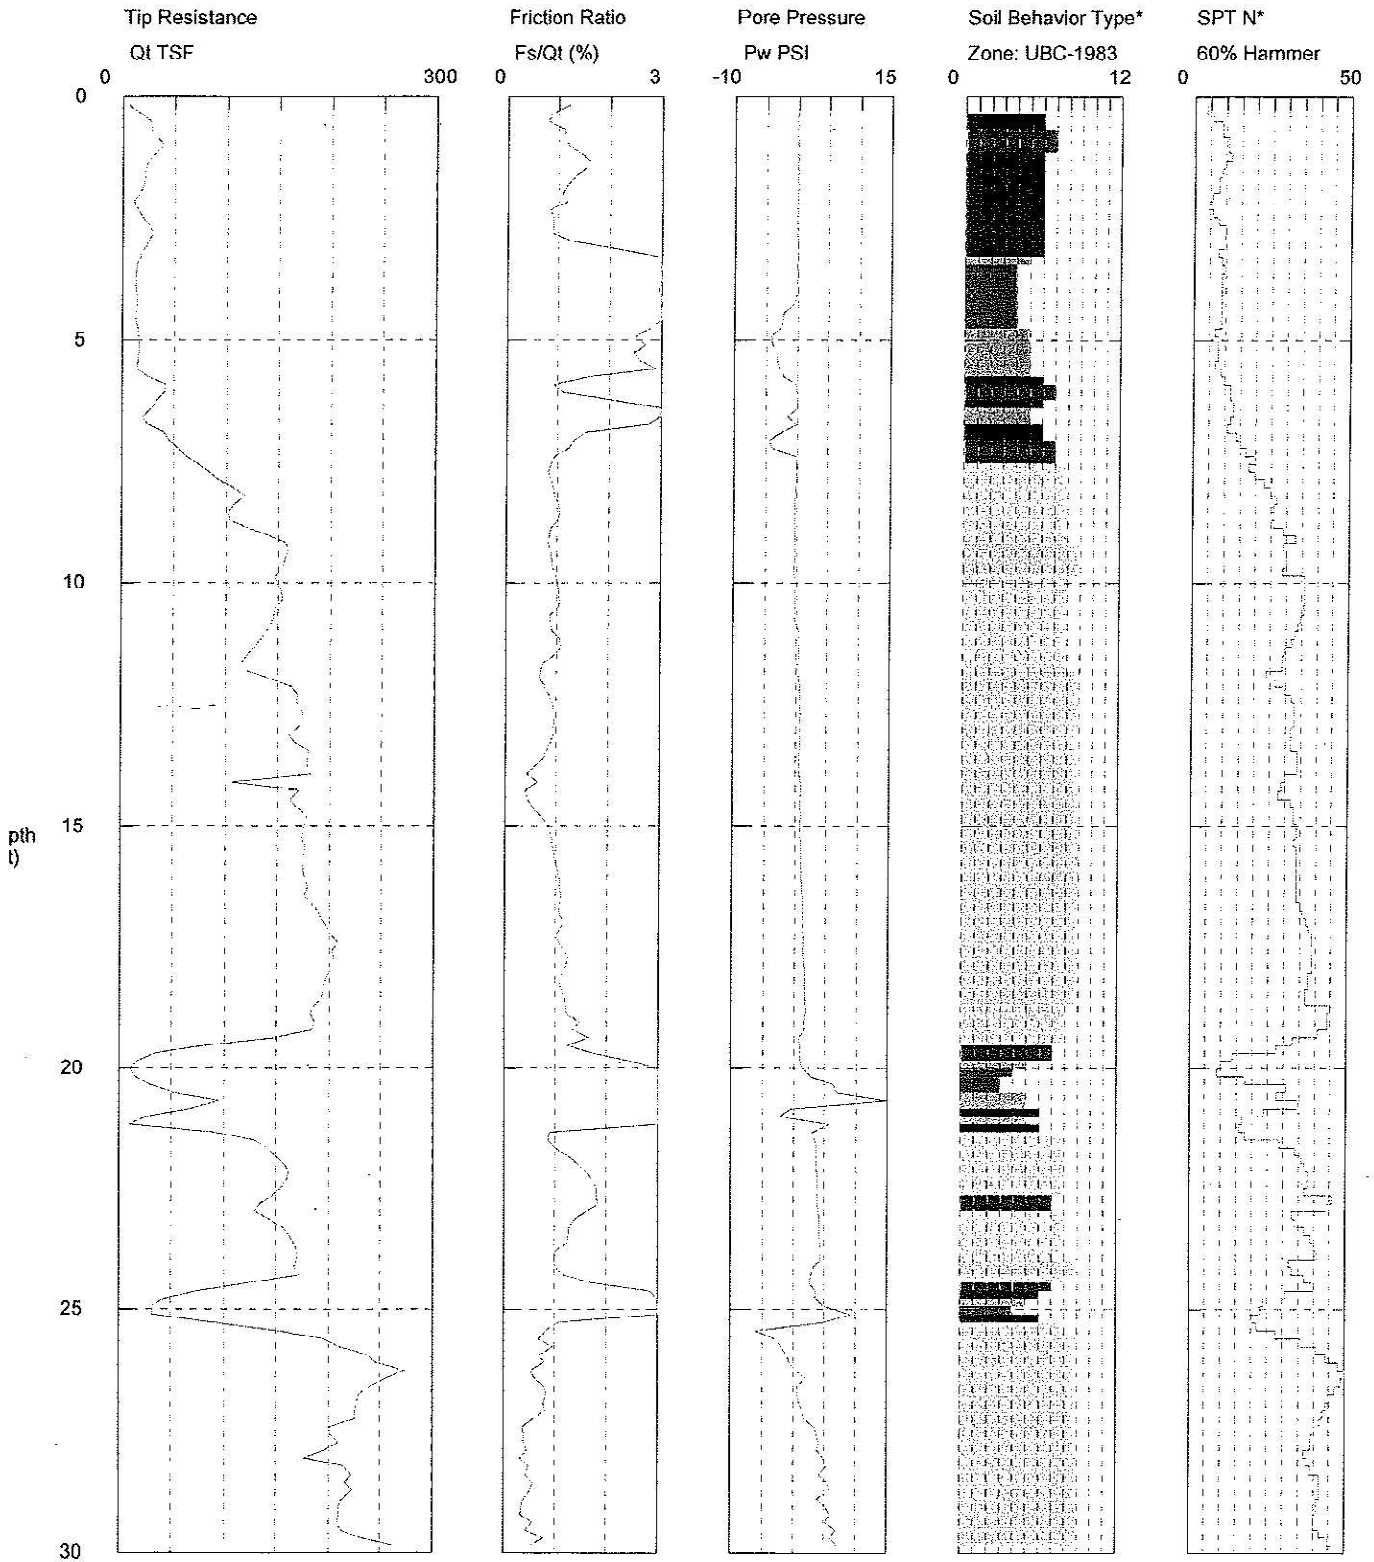 Tip Resistance Friction Ratio Pore Pressure Soil Behavior Type* SPT N*
Qt TSF Fs/Qt (%) Pw PSI Zone: UBC-1983 60% Hammer
0 300 0 3 -10 15 0 12 0 50
0
5
10
15
pth
t)
20
25
30